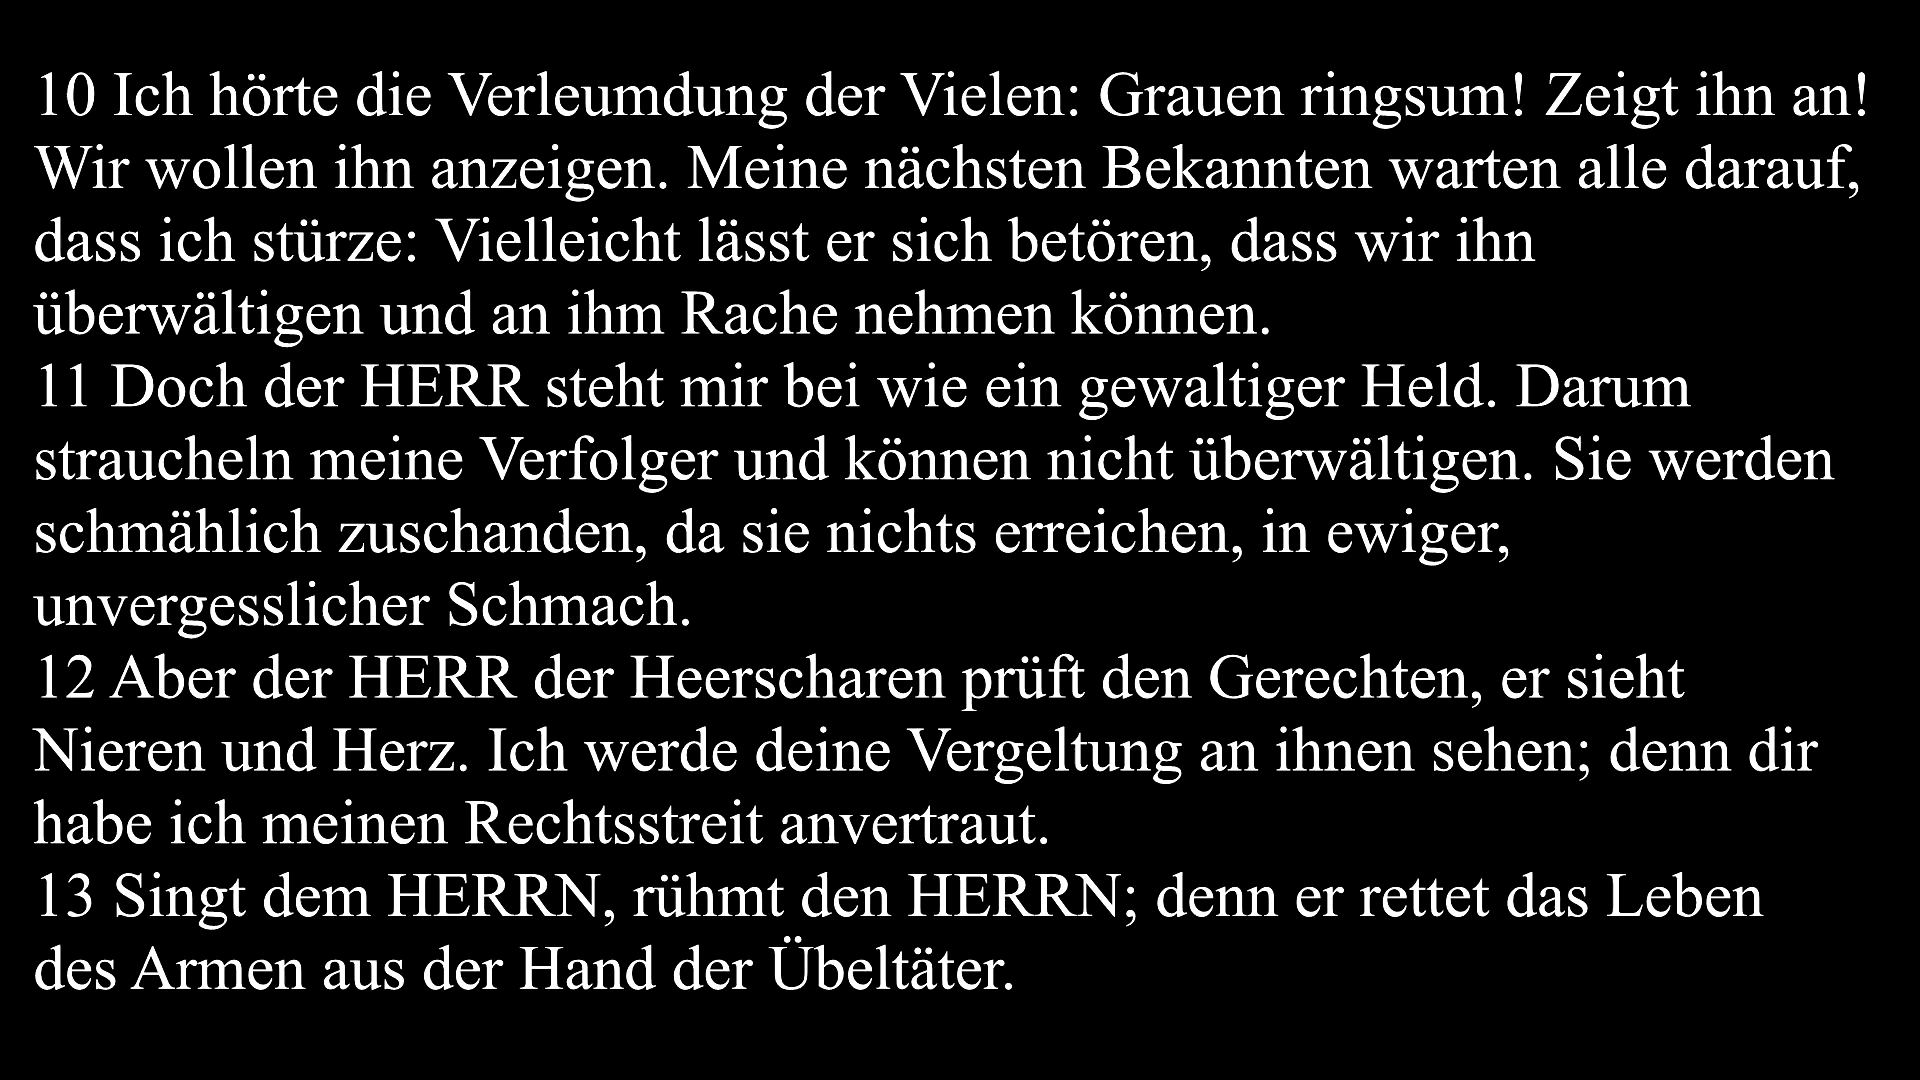 10 Ich hörte die Verleumdung der Vielen: Grauen ringsum! Zeigt ihn an!
Wir wollen ihn anzeigen. Meine nächsten Bekannten warten alle darauf,
dass ich stürze: Vielleicht lässt er sich betören, dass wir ihn
überwältigen und an ihm Rache nehmen können.
11 Doch der HERR steht mir bei wie ein gewaltiger Held. Darum
straucheln meine Verfolger und können nicht überwältigen. Sie werden
schmählich zuschanden, da sie nichts erreichen, in ewiger,
unvergesslicher Schmach.
12 Aber der HERR der Heerscharen prüft den Gerechten, er sieht
Nieren und Herz. Ich werde deine Vergeltung an ihnen sehen; denn dir
habe ich meinen Rechtsstreit anvertraut.
13 Singt dem HERRN, rühmt den HERRN; denn er rettet das Leben
des Armen aus der Hand der Übeltäter.